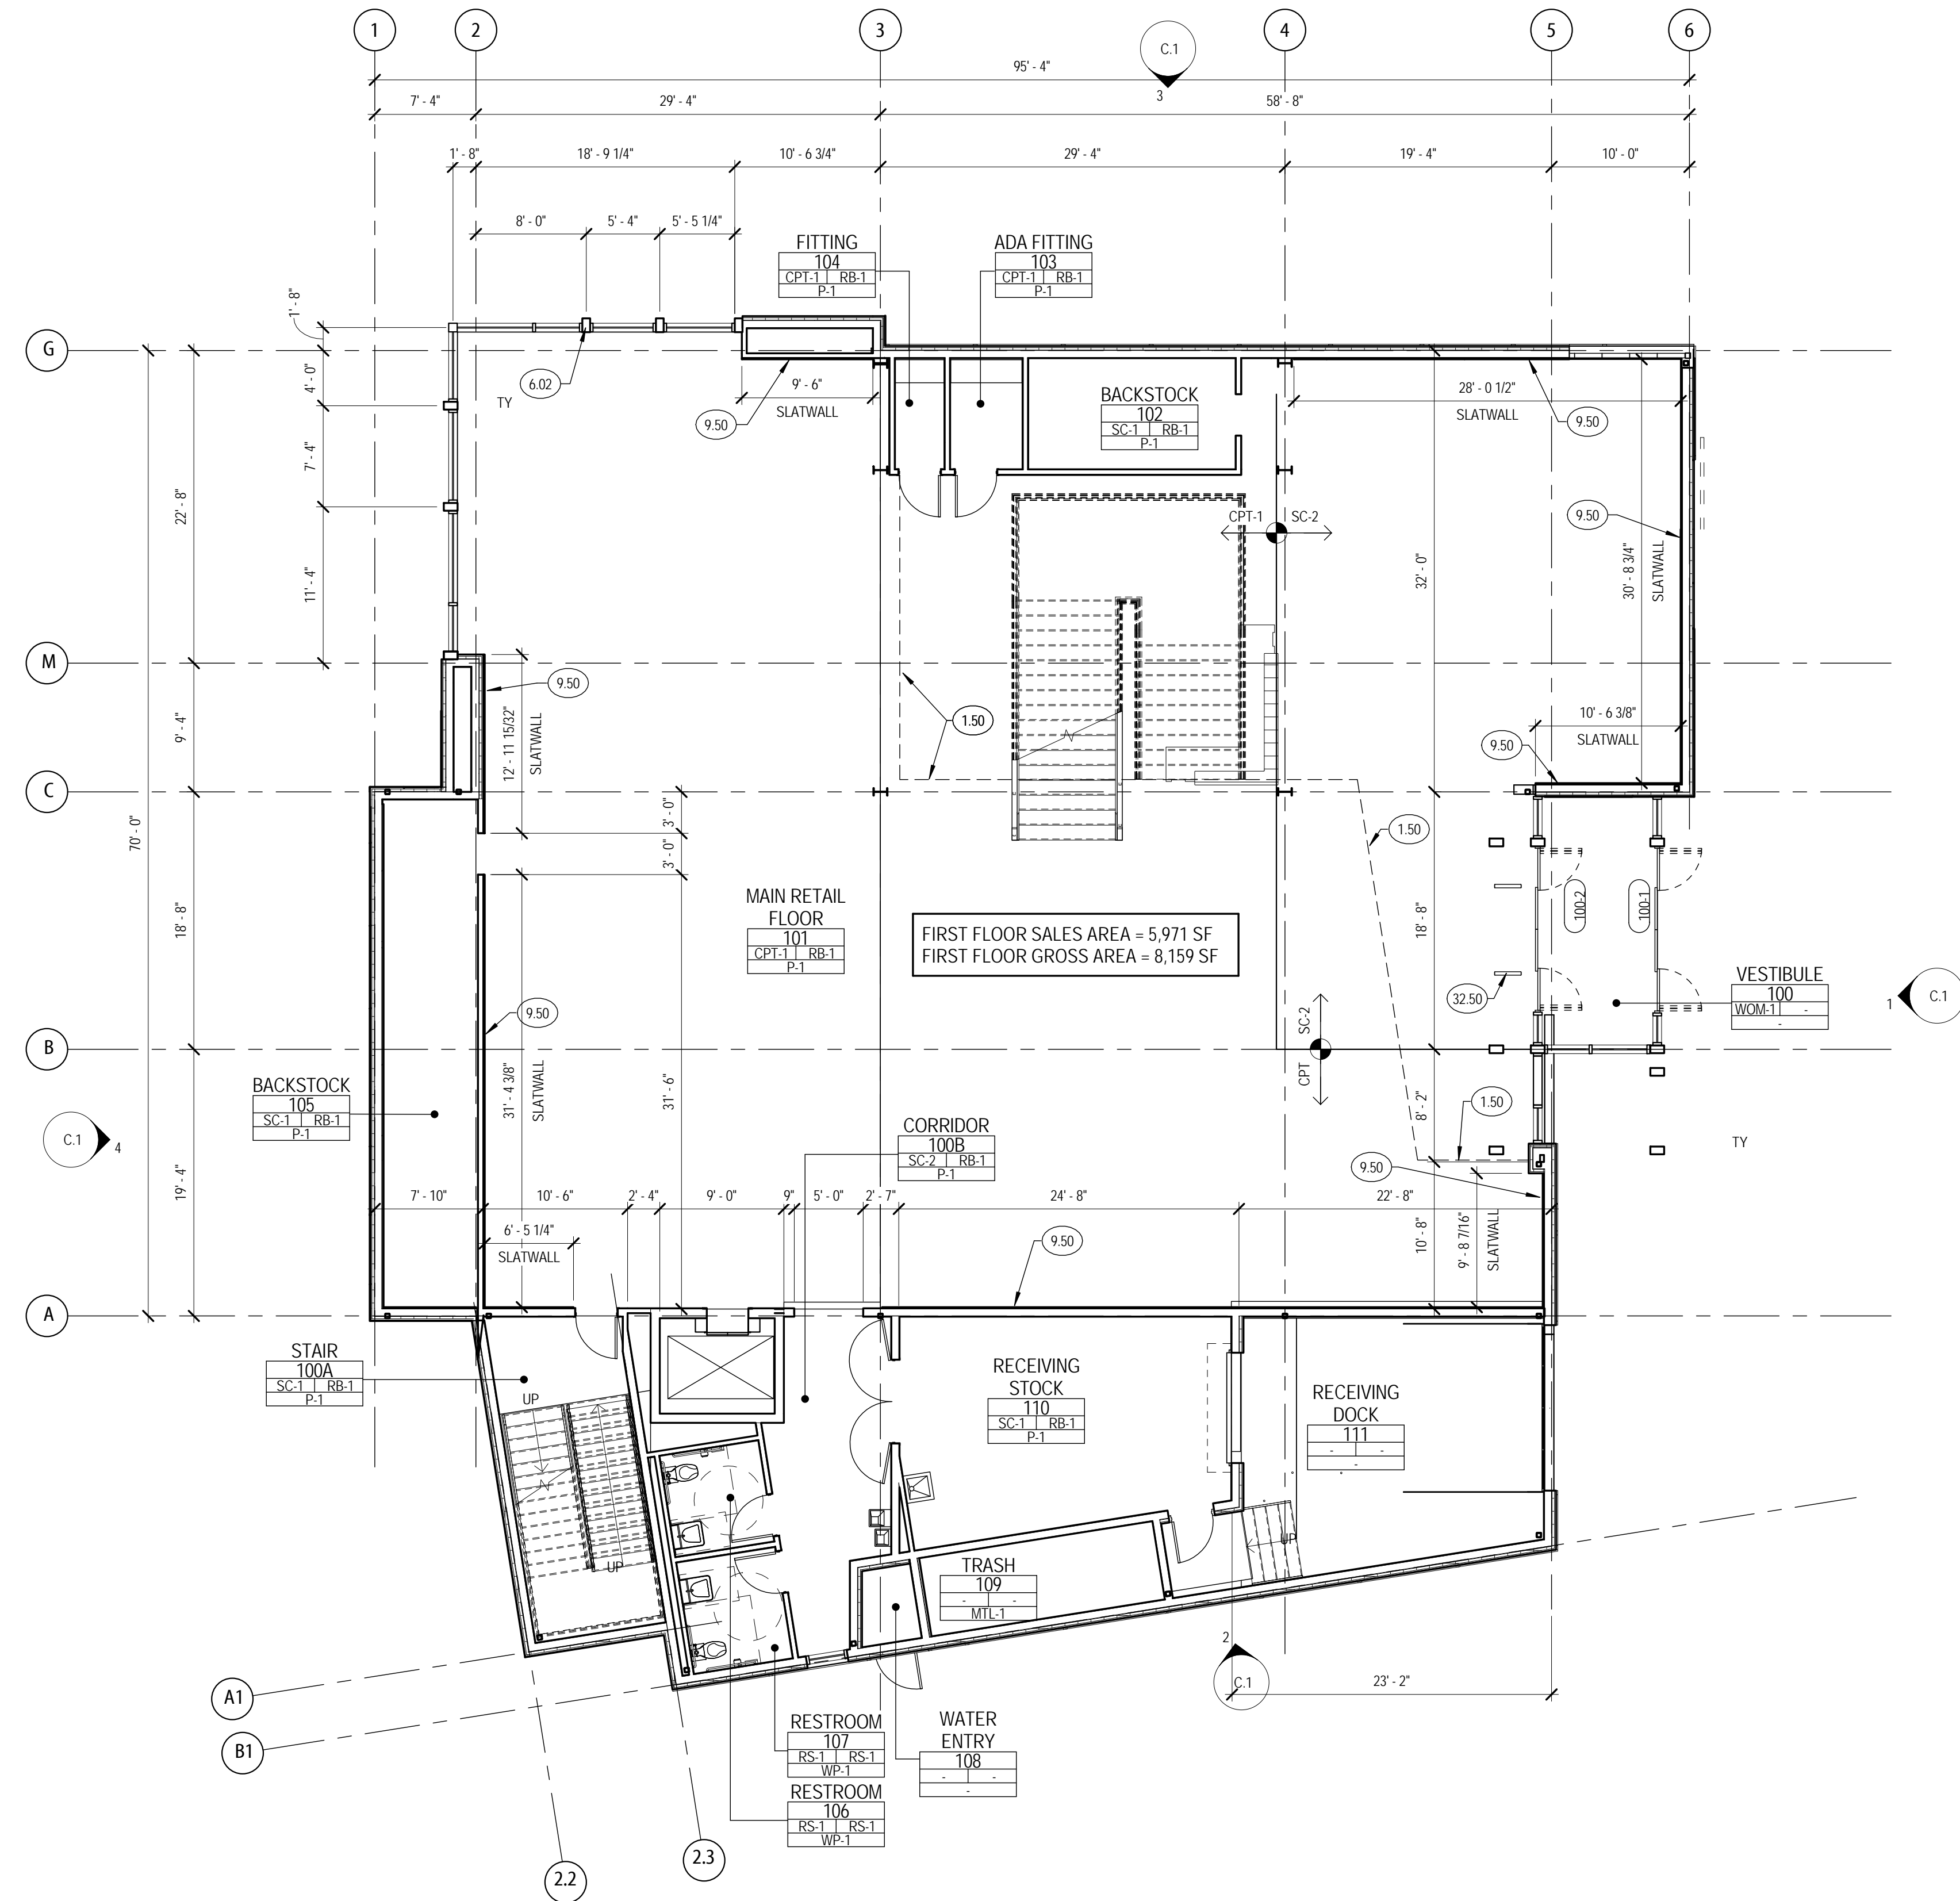 1
2
3
4
5
6
C.1
3
95' - 4"
7' - 4"
29' - 4"
58' - 8"
1' - 8"
18' - 9 1/4"
10' - 6 3/4"
29' - 4"
19' - 4"
10' - 0"
8' - 0"
5' - 4"
5' - 5 1/4"
FITTING
104
CPT-1
RB-1
P-1
ADA FITTING
103
CPT-1
RB-1
P-1
1' - 8"
G
4' - 0"
6.02
TY
9' - 6"
SLATWALL
9.50
BACKSTOCK
102
SC-1
RB-1
P-1
28' - 0 1/2"
SLATWALL
9.50
7' - 4"
22' - 8"
CPT-1
SC-2
9.50
11' - 4"
32' - 0"
30' - 8 3/4"
SLATWALL
M
9.50
1.50
9' - 4"
12' - 11 15/32"
SLATWALL
10' - 6 3/8"
SLATWALL
9.50
C
70' - 0"
3' - 0"
3' - 0"
1.50
MAIN RETAIL
FLOOR
101
CPT-1
RB-1
P-1
FIRST FLOOR SALES AREA = 5,971 SF
FIRST FLOOR GROSS AREA = 8,159 SF
18' - 8"
18' - 8"
100-2
100-1
VESTIBULE
100
WOM-1
-
-
32.50
1
C.1
9.50
SC-2
CPT
B
BACKSTOCK
105
SC-1
RB-1
P-1
31' - 4 3/8"
SLATWALL
31' - 6"
8' - 2"
1.50
C.1
4
CORRIDOR
100B
SC-2
RB-1
P-1
TY
9.50
19' - 4"
7' - 10"
10' - 6"
2' - 4"
9' - 0"
9"
5' - 0"
2' - 7"
24' - 8"
22' - 8"
6' - 5 1/4"
SLATWALL
9.50
10' - 8"
9' - 8 7/16"
SLATWALL
A
STAIR
100A
SC-1
RB-1
P-1
UP
UP
RECEIVING
STOCK
110
SC-1
RB-1
P-1
RECEIVING
DOCK
111
-
-
-
UP
TRASH
109
-
-
MTL-1
A1
B1
2
C.1
23' - 2"
RESTROOM
107
RS-1
RS-1
WP-1
WATER
ENTRY
108
-
-
-
RESTROOM
106
RS-1
RS-1
WP-1
2.3
2.2